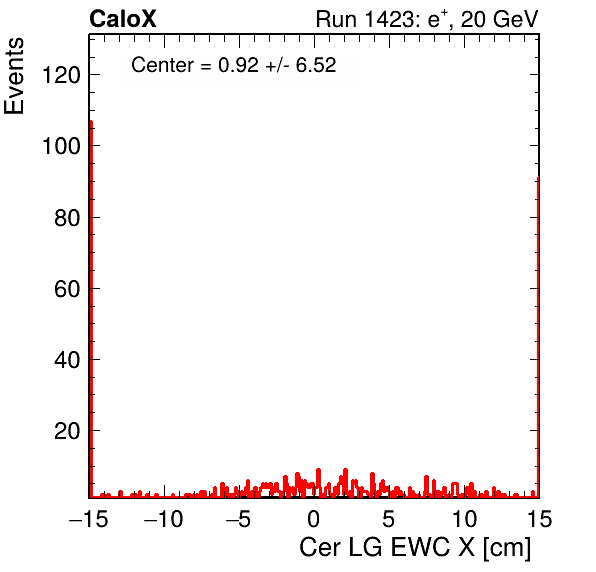 CaloX Run 1423: e⁺, 20 GeV
Center = 0.92 +/- 6.52
Events
120
100
80
60
40
20
−15 −10 −5 0 5 10 15
Cer LG EWC X [cm]